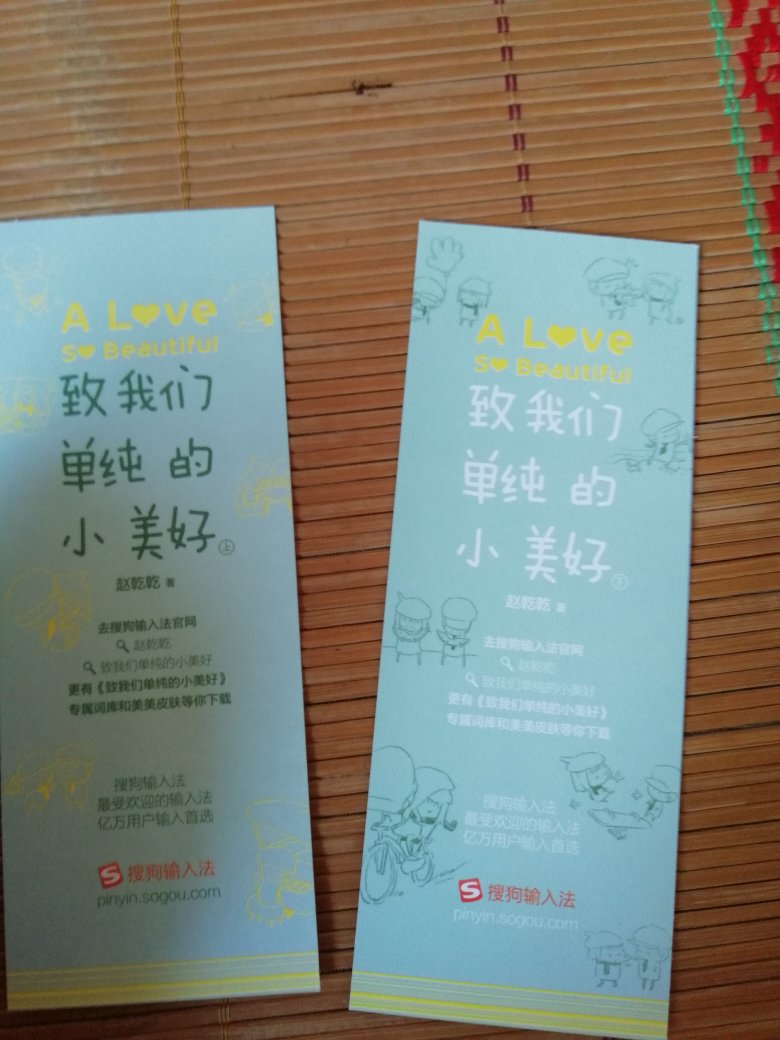 A Love
So Beautiful
致我们
单纯的
小美好 上
赵乾乾 著
去搜狗输入法官网
赵乾乾
致我们单纯的小美好
更有《致我们单纯的小美好》
专属词库和美美皮肤等你下载
搜狗输入法
最受欢迎的输入法
亿万用户输入首选
S 搜狗输入法
pinyin.sogou.com
A Love
So Beautiful
致我们
单纯的
小美好 下
赵乾乾 著
去搜狗输入法官网
赵乾乾
致我们单纯的小美好
更有《致我们单纯的小美好》
专属词库和美美皮肤等你下载
搜狗输入法
最受欢迎的输入法
亿万用户输入首选
S 搜狗输入法
pinyin.sogou.com